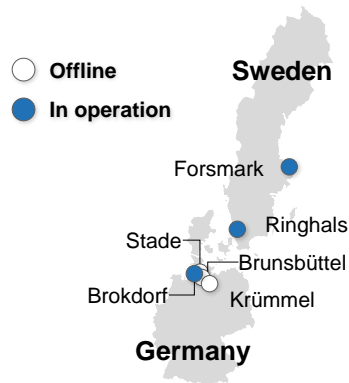 Offline
Sweden
In operation
Forsmark
Ringhals
Stade
Brunsbüttel
Brokdorf
Krümmel
Germany